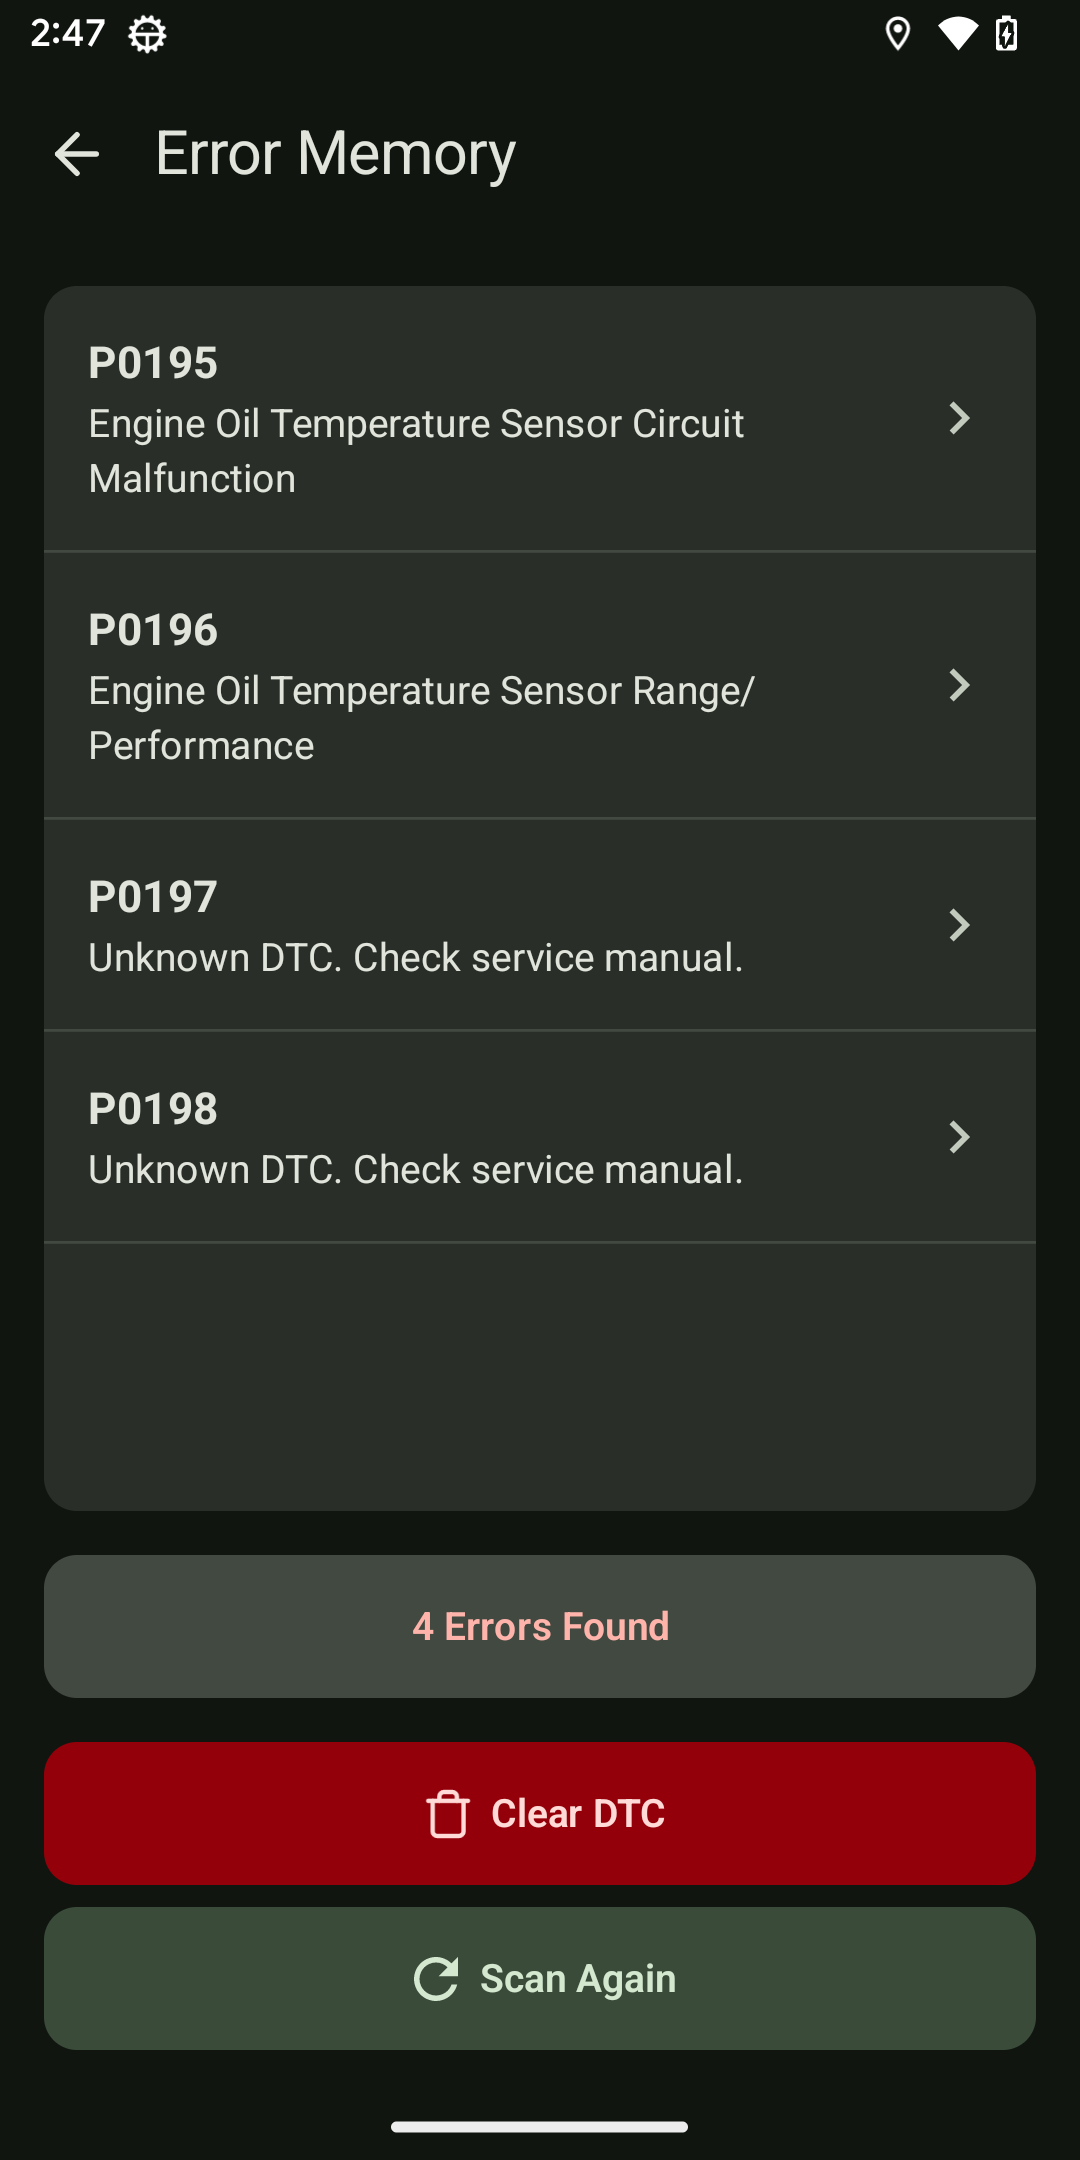 2:47
Error Memory
P0195
Engine Oil Temperature Sensor Circuit
Malfunction
P0196
Engine Oil Temperature Sensor Range/
Performance
P0197
Unknown DTC. Check service manual.
P0198
Unknown DTC. Check service manual.
4 Errors Found
Clear DTC
Scan Again